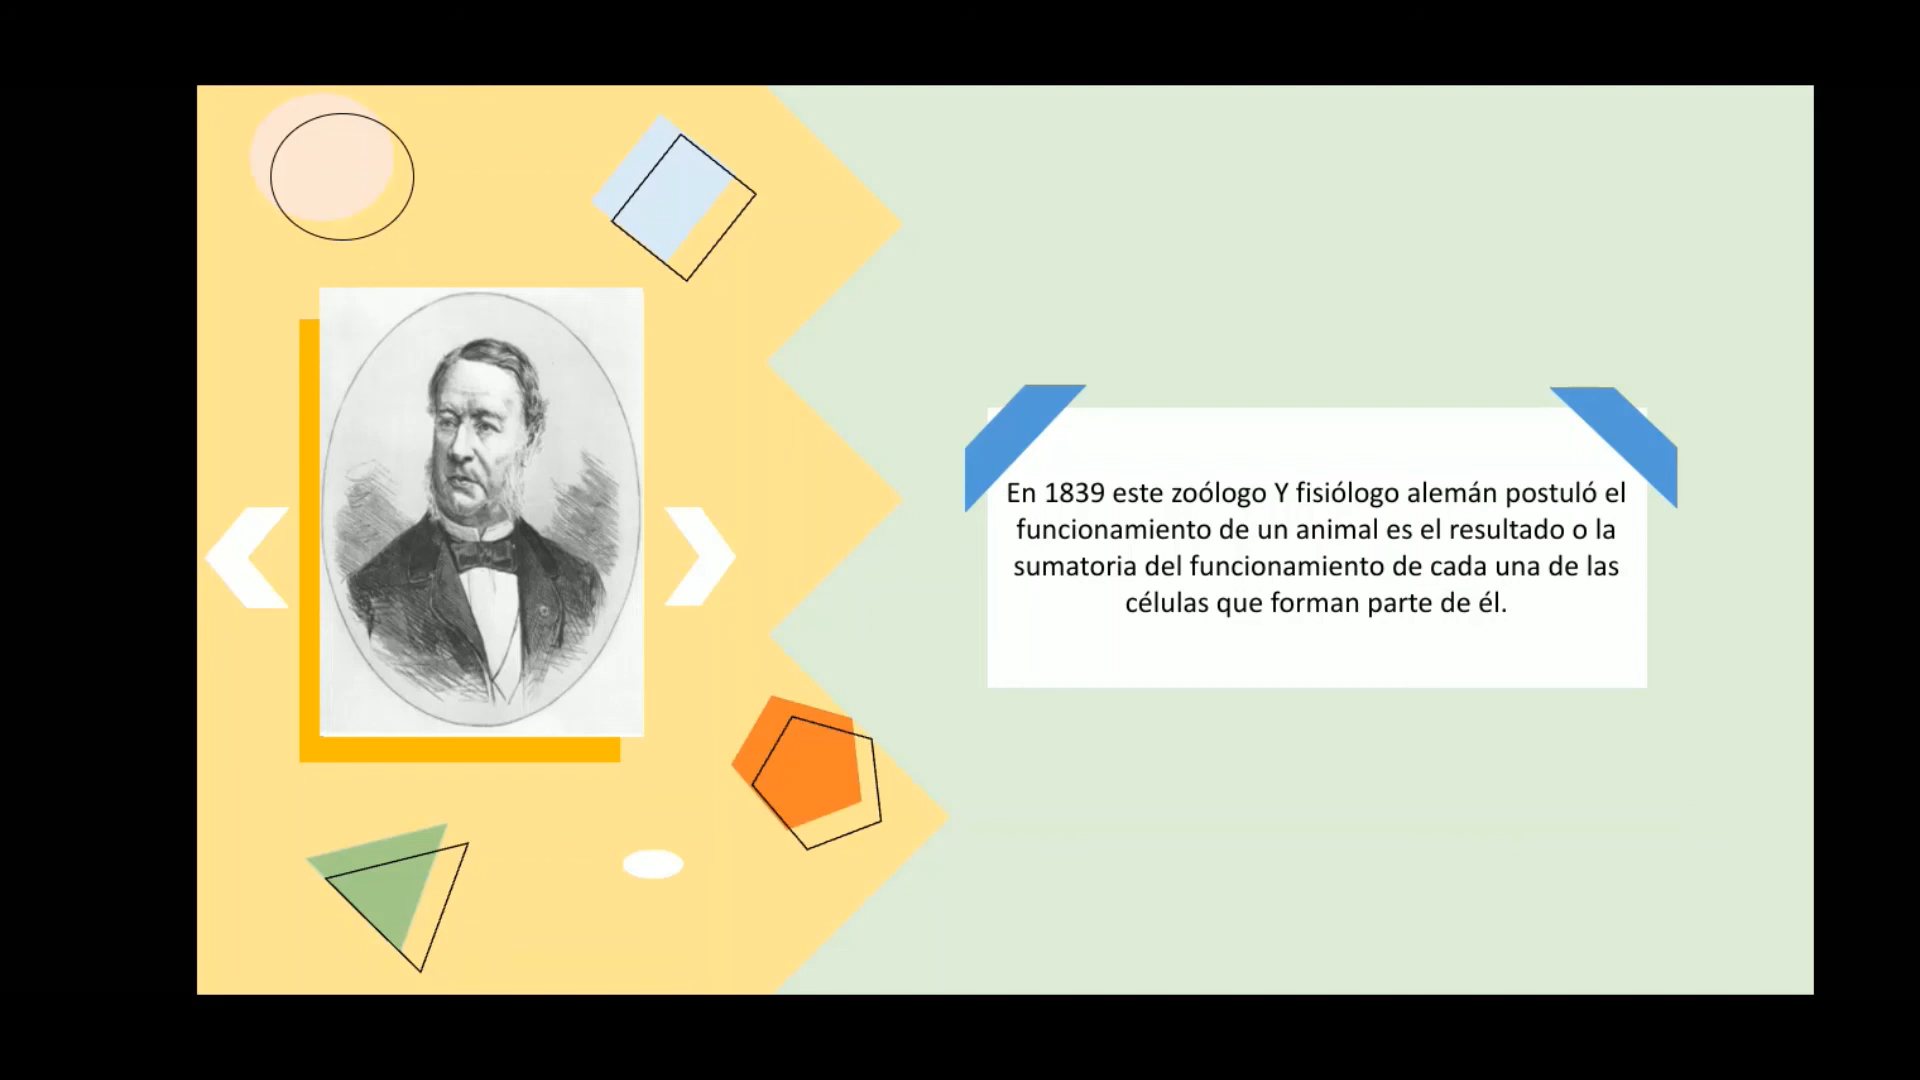 En 1839 este zoólogo Y fisiólogo alemán postuló el
funcionamiento de un animal es el resultado o la
sumatoria del funcionamiento de cada una de las
células que forman parte de él.